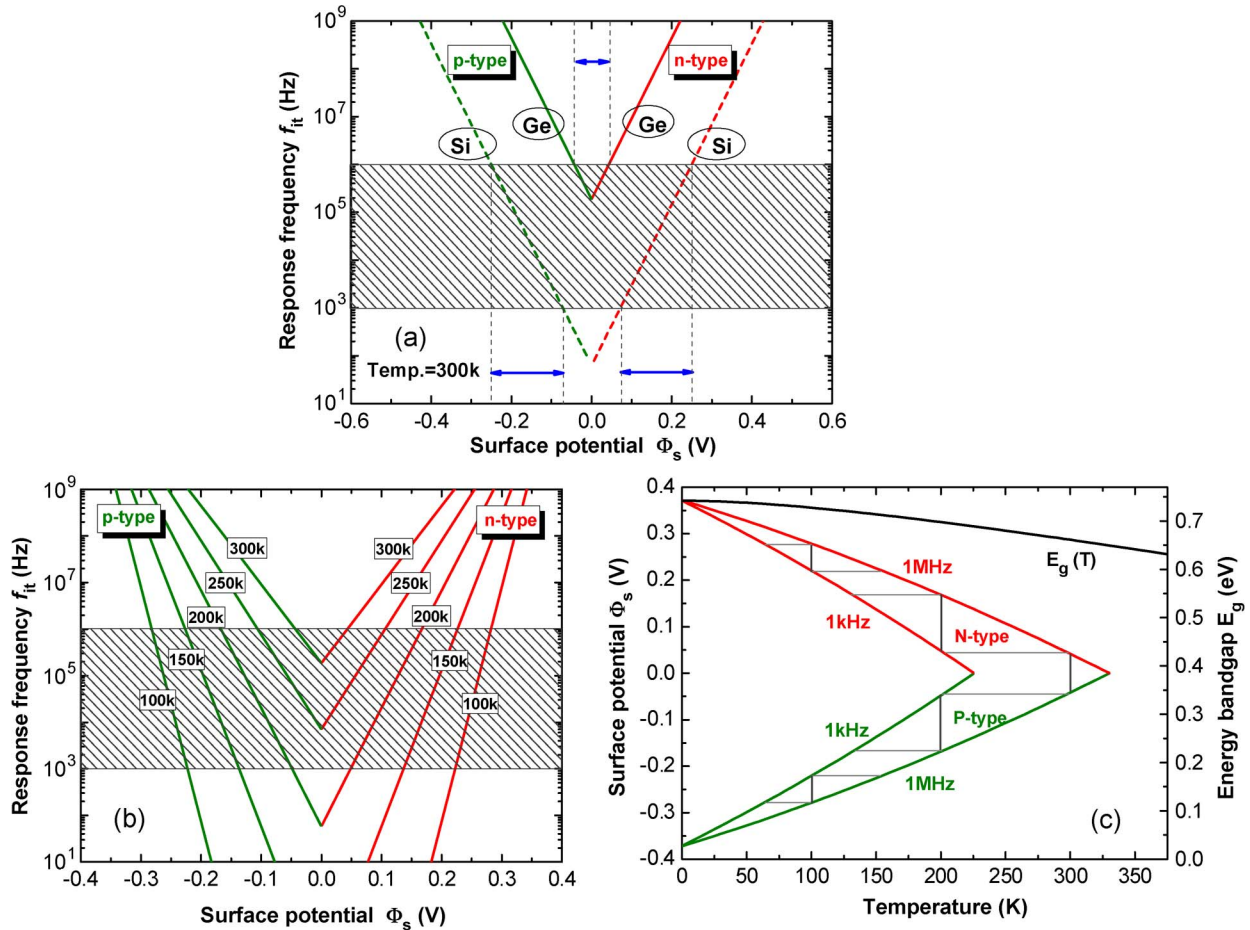 10^9
10^7
10^5
10^3
10^1
Response frequency f_it (Hz)
p-type
n-type
Si
Ge
Ge
Si
(a)
Temp.=300k
-0.6 -0.4 -0.2 0.0 0.2 0.4 0.6
Surface potential Φ_s (V)
10^9
10^7
10^5
10^3
10^1
Response frequency f_it (Hz)
p-type
n-type
300k
250k
200k
150k
100k
300k
250k
200k
150k
100k
(b)
-0.4 -0.3 -0.2 -0.1 0.0 0.1 0.2 0.3 0.4
Surface potential Φ_s (V)
0.4
0.3
0.2
0.1
0.0
-0.1
-0.2
-0.3
-0.4
Surface potential Φ_s (V)
E_g (T)
1MHz
1kHz
N-type
1kHz
P-type
1MHz
(c)
0.7
0.6
0.5
0.4
0.3
0.2
0.1
0.0
Energy bandgap E_g (eV)
0 50 100 150 200 250 300 350
Temperature (K)